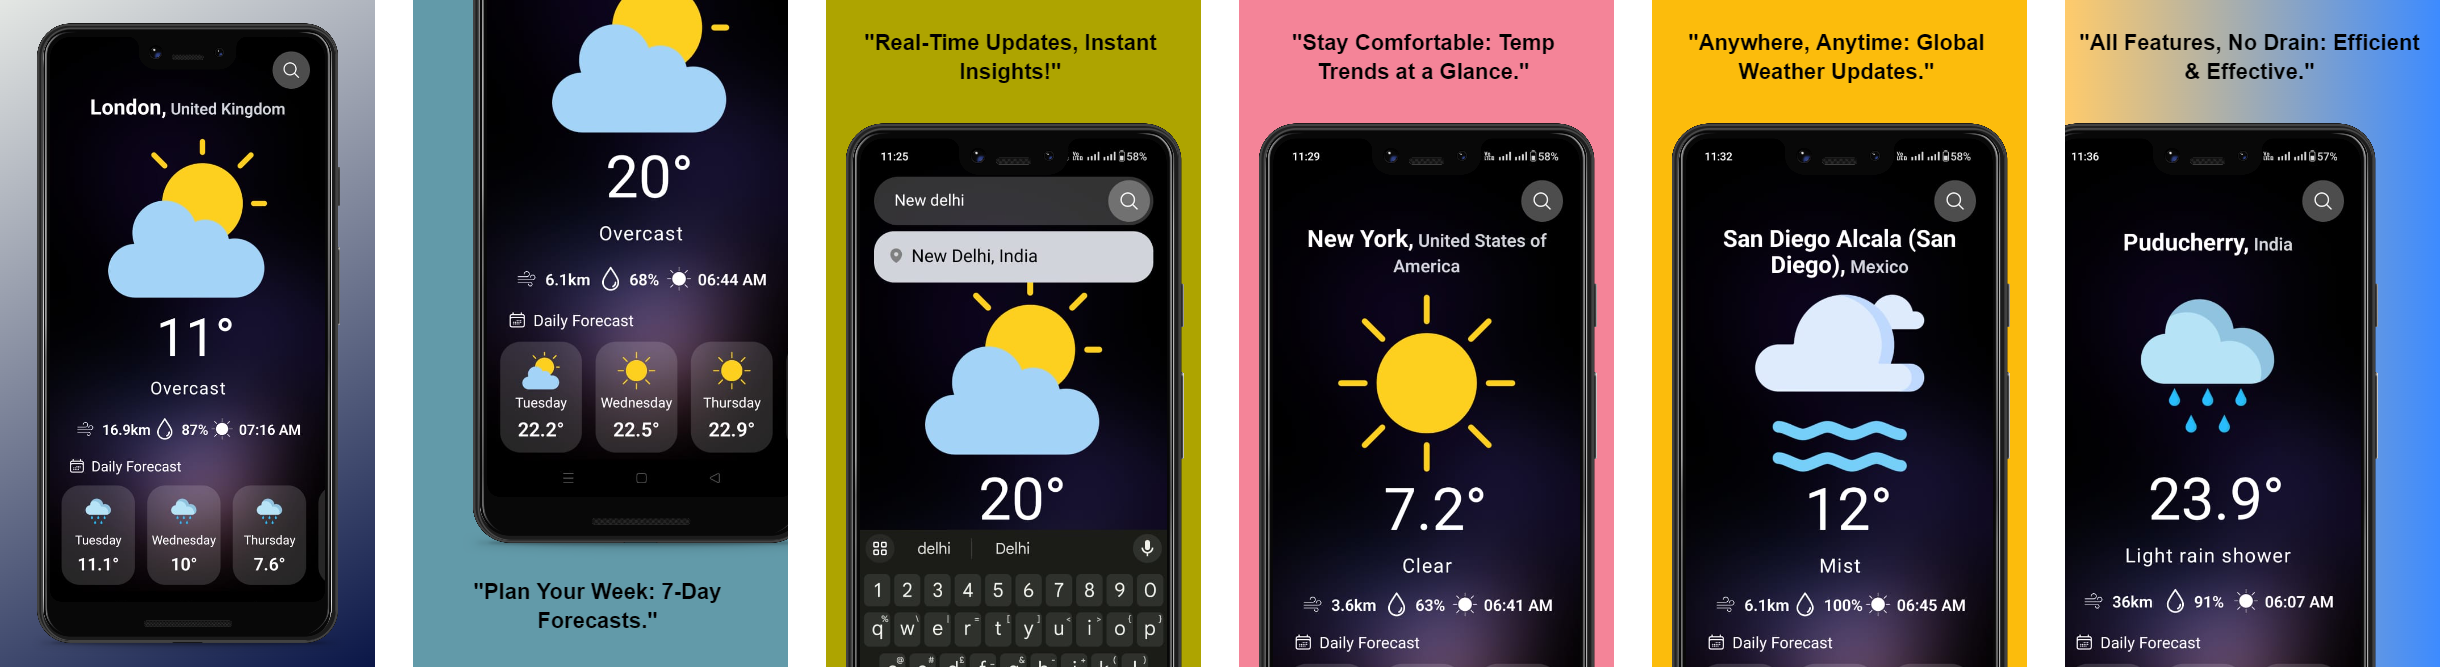 London, United Kingdom
11°
Overcast
16.9km 87% 07:16 AM
Daily Forecast
Tuesday Wednesday Thursday
11.1° 10° 7.6°
20°
Overcast
6.1km 68% 06:44 AM
Daily Forecast
Tuesday Wednesday Thursday
22.2° 22.5° 22.9°
"Plan Your Week: 7-Day
Forecasts."
"Real-Time Updates, Instant
Insights!"
11:25 58%
New delhi
New Delhi, India
20°
delhi Delhi
1 2 3 4 5 6 7 8 9 0
q w e r t y u i o p
"Stay Comfortable: Temp
Trends at a Glance."
11:29 58%
New York, United States of
America
7.2°
Clear
3.6km 63% 06:41 AM
Daily Forecast
"Anywhere, Anytime: Global
Weather Updates."
11:32 58%
San Diego Alcala (San
Diego), Mexico
12°
Mist
6.1km 100% 06:45 AM
Daily Forecast
"All Features, No Drain: Efficient
& Effective."
11:36 57%
Puducherry, India
23.9°
Light rain shower
36km 91% 06:07 AM
Daily Forecast